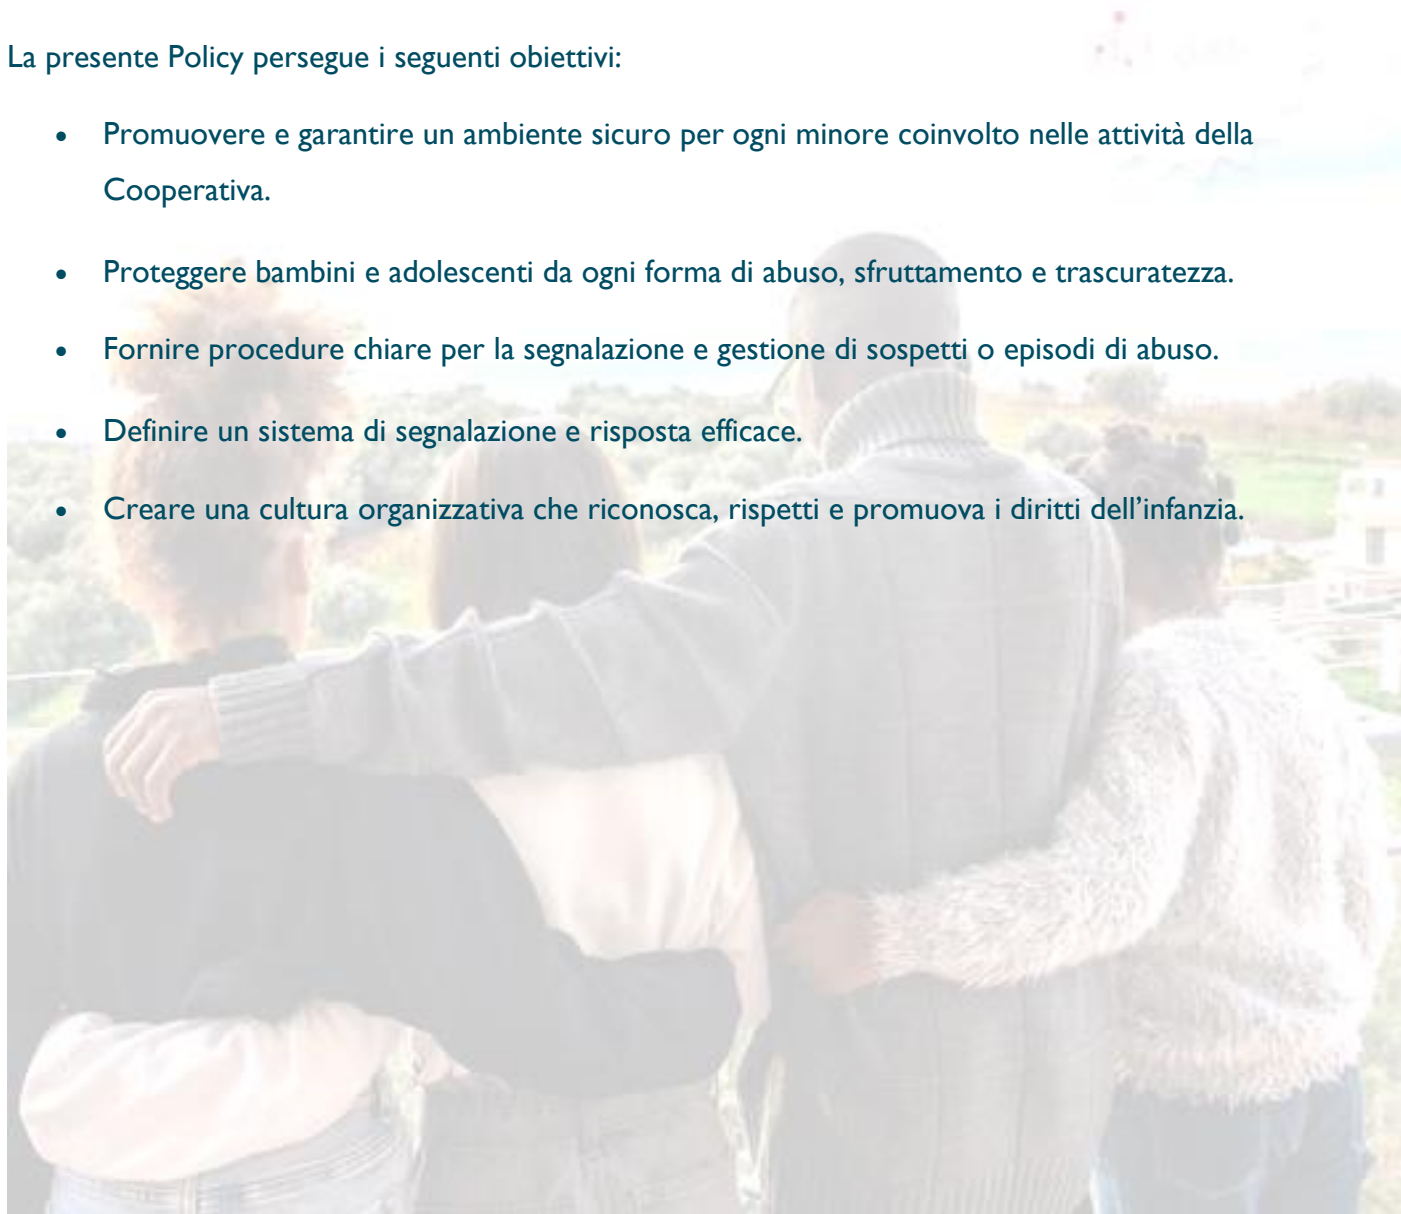 La presente Policy persegue i seguenti obiettivi:
• Promuovere e garantire un ambiente sicuro per ogni minore coinvolto nelle attività della
Cooperativa.
• Proteggere bambini e adolescenti da ogni forma di abuso, sfruttamento e trascuratezza.
• Fornire procedure chiare per la segnalazione e gestione di sospetti o episodi di abuso.
• Definire un sistema di segnalazione e risposta efficace.
• Creare una cultura organizzativa che riconosca, rispetti e promuova i diritti dell’infanzia.